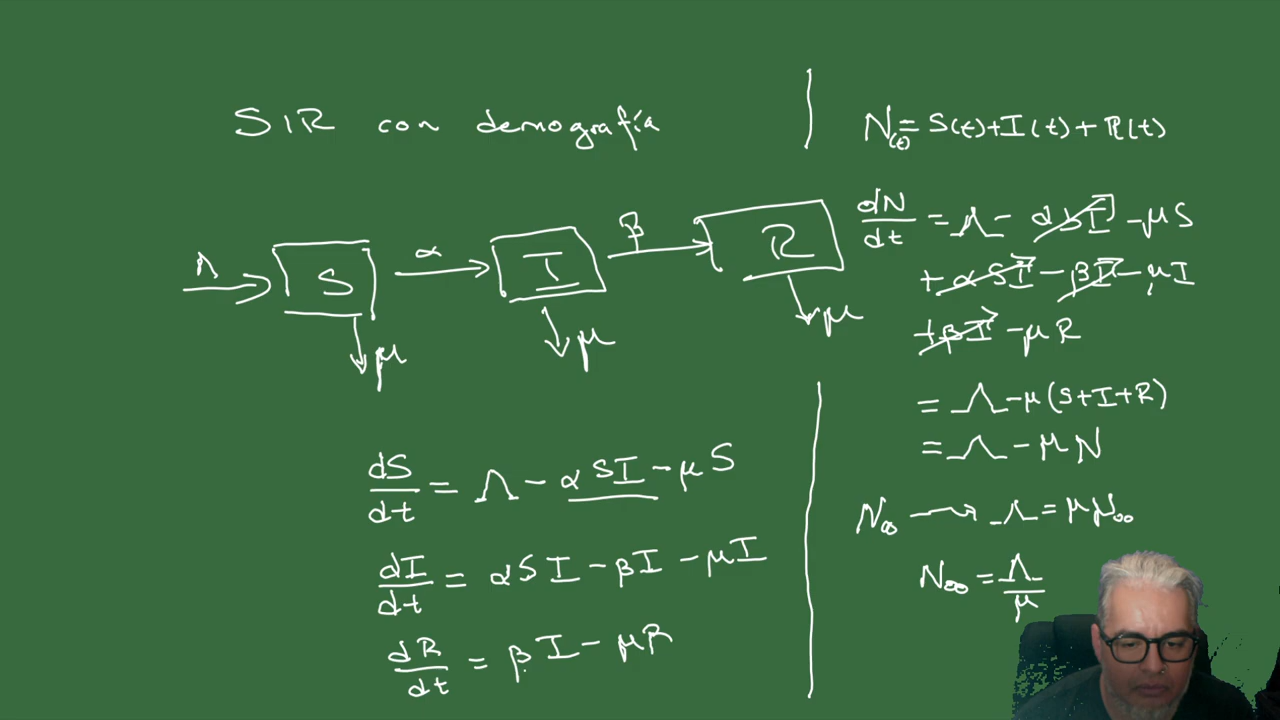 SIR con demografía
Λ → S
α
I
β
R
μ
μ
μ
dS/dt = Λ - αSI - μS
dI/dt = αSI - βI - μI
dR/dt = βI - μR
N(t) = S(t) + I(t) + R(t)
dN/dt = Λ - αSI - μS
+ αSI - βI - μI
+ βI - μR
= Λ - μ(S+I+R)
= Λ - μN
N∞ → Λ = μμ∞
N∞ = Λ/μ